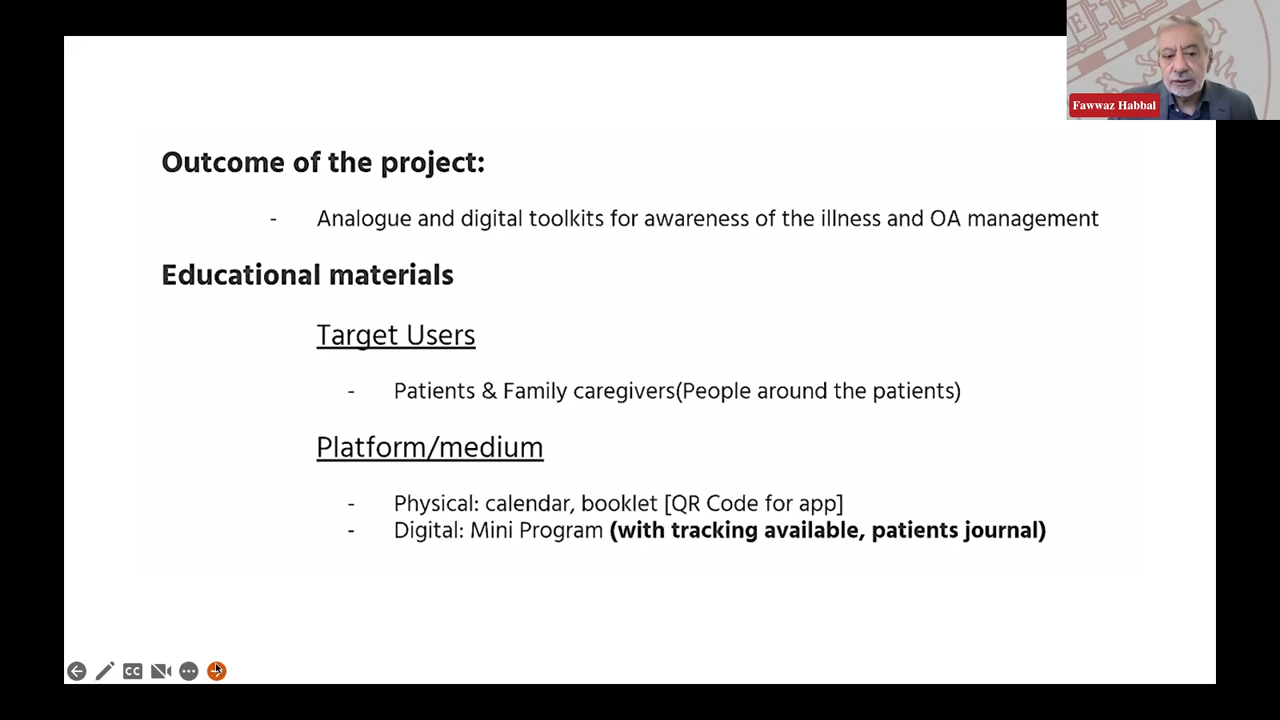 Fawwaz Habbal
Outcome of the project:
- Analogue and digital toolkits for awareness of the illness and OA management
Educational materials
Target Users
- Patients & Family caregivers(People around the patients)
Platform/medium
- Physical: calendar, booklet [QR Code for app]
- Digital: Mini Program (with tracking available, patients journal)
CC